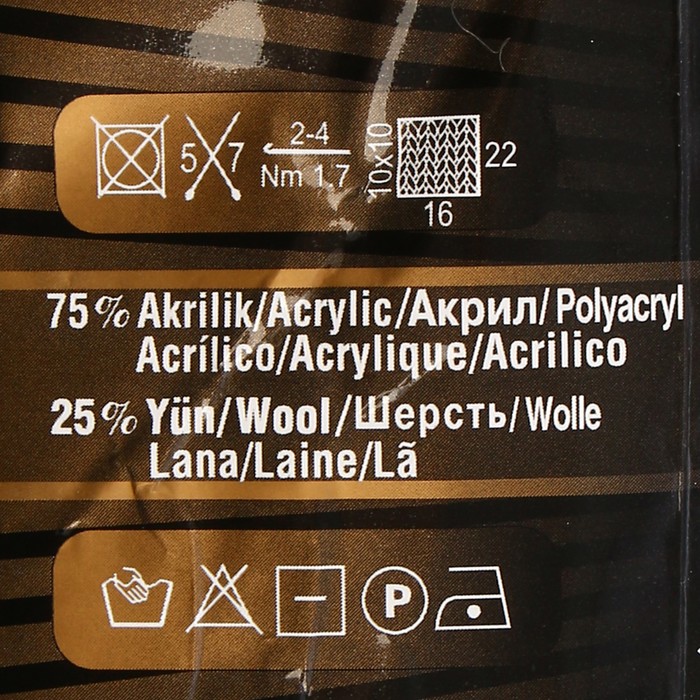 5 7
2-4
Nm 1,7
10x10
22
16
75% Akrilik/Acrylic/Акрил/Polyacryl
Acrílico/Acrylique/Acrilico
25% Yün/Wool/Шерсть/Wolle
Lana/Laine/Lã
P